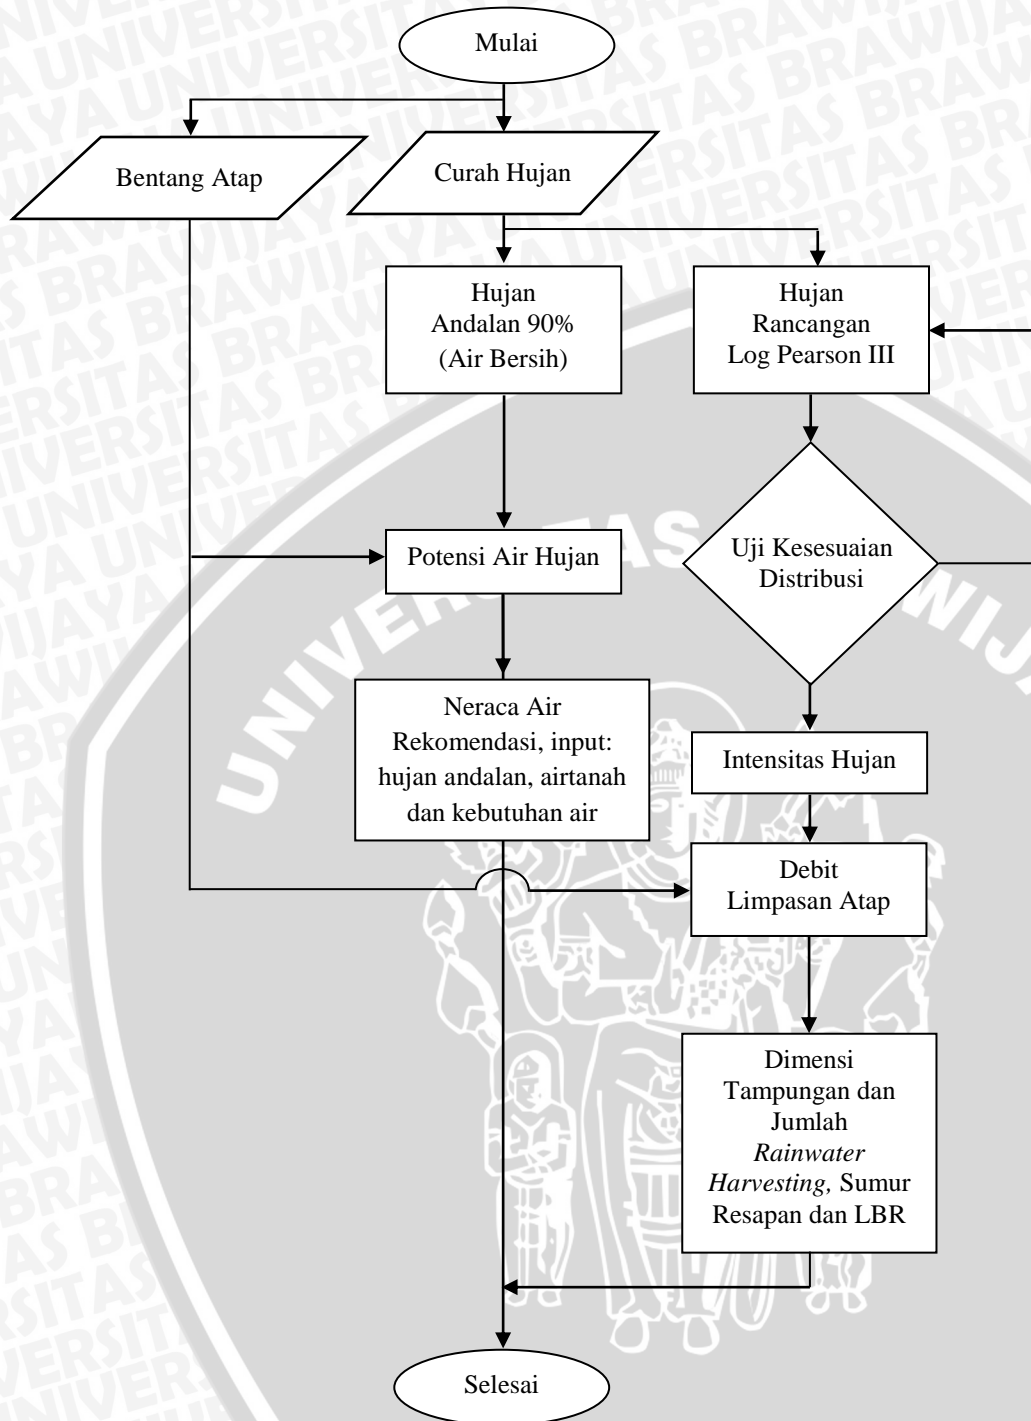 Mulai
Bentang Atap
Curah Hujan
Hujan
Andalan 90%
(Air Bersih)
Hujan
Rancangan
Log Pearson III
Potensi Air Hujan
Uji Kesesuaian
Distribusi
Neraca Air
Rekomendasi, input:
hujan andalan, airtanah
dan kebutuhan air
Intensitas Hujan
Debit
Limpasan Atap
Dimensi
Tampungan dan
Jumlah
Rainwater
Harvesting, Sumur
Resapan dan LBR
Selesai